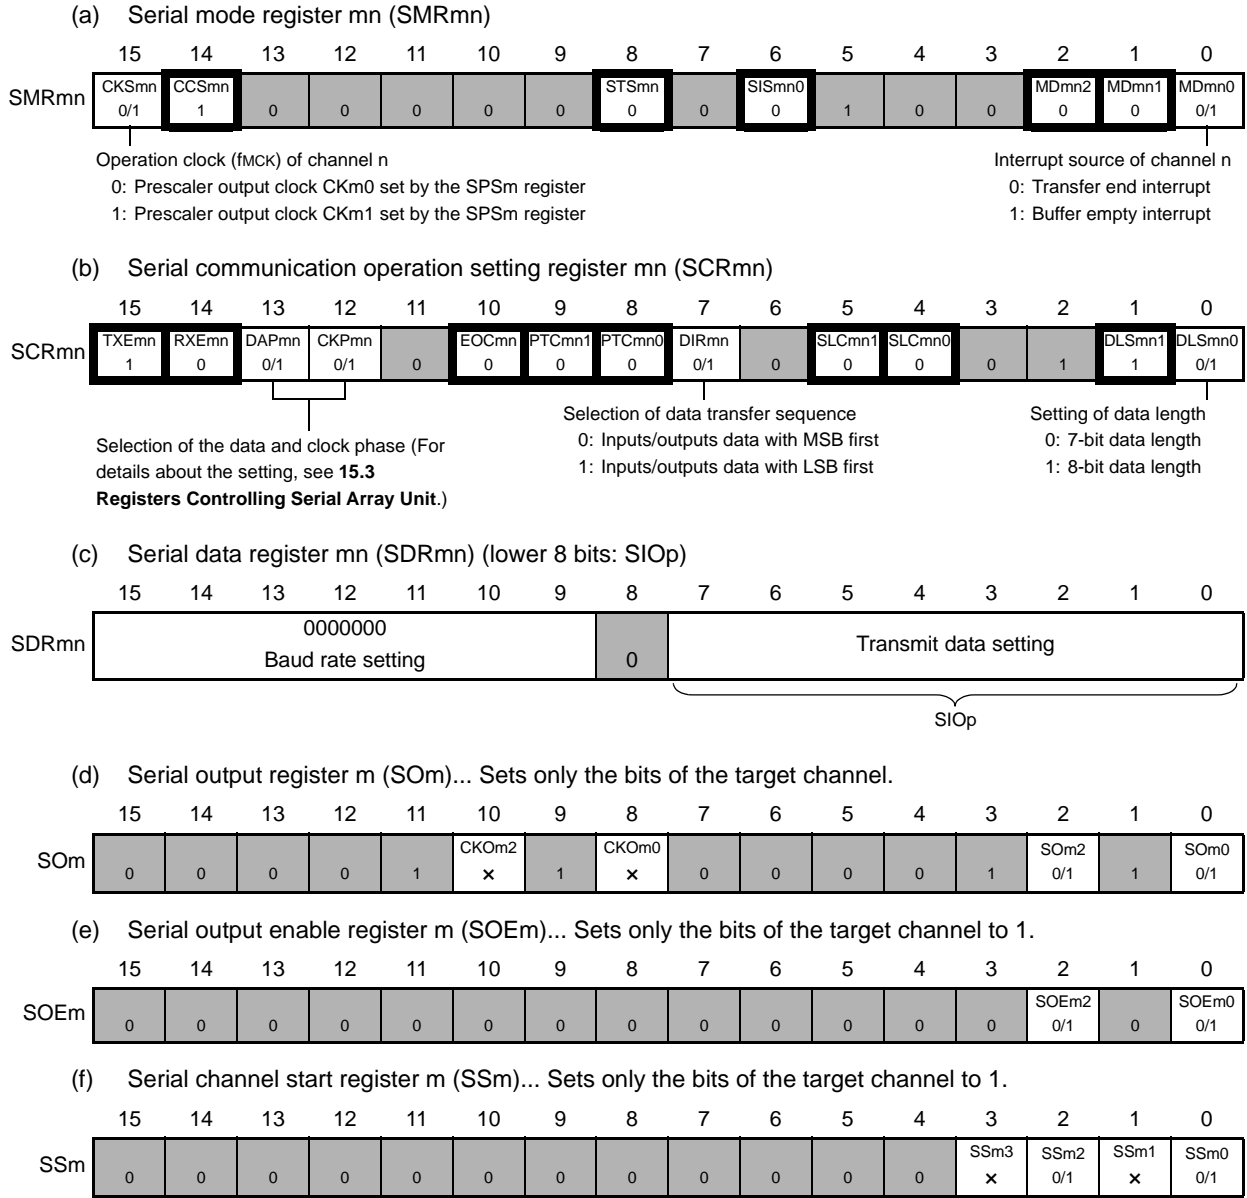 (a) Serial mode register mn (SMRmn)
15 14 13 12 11 10 9 8 7 6 5 4 3 2 1 0
CKSmn CCSmn STSmn SISmn0 MDmn2 MDmn1 MDmn0
SMRmn 0/1 1 0 0 0 0 0 0 0 0 1 0 0 0 0 0/1
Operation clock (fMCK) of channel n
0: Prescaler output clock CKm0 set by the SPSm register
1: Prescaler output clock CKm1 set by the SPSm register
Interrupt source of channel n
0: Transfer end interrupt
1: Buffer empty interrupt
(b) Serial communication operation setting register mn (SCRmn)
15 14 13 12 11 10 9 8 7 6 5 4 3 2 1 0
TXEmn RXEmn DAPmn CKPmn EOCmn PTCmn1 PTCmn0 DIRmn SLCmn1 SLCmn0 DLSmn1 DLSmn0
SCRmn 1 0 0/1 0/1 0 0 0 0 0/1 0 0 0 0 1 1 0/1
Selection of the data and clock phase (For
details about the setting, see 15.3
Registers Controlling Serial Array Unit.)
Selection of data transfer sequence
0: Inputs/outputs data with MSB first
1: Inputs/outputs data with LSB first
Setting of data length
0: 7-bit data length
1: 8-bit data length
(c) Serial data register mn (SDRmn) (lower 8 bits: SIOp)
15 14 13 12 11 10 9 8 7 6 5 4 3 2 1 0
SDRmn 0000000
Baud rate setting 0 Transmit data setting
SIOp
(d) Serial output register m (SOm)... Sets only the bits of the target channel.
15 14 13 12 11 10 9 8 7 6 5 4 3 2 1 0
CKOm2 CKOm0 SOm2 SOm0
SOm 0 0 0 0 1 × 1 × 0 0 0 0 1 0/1 1 0/1
(e) Serial output enable register m (SOEm)... Sets only the bits of the target channel to 1.
15 14 13 12 11 10 9 8 7 6 5 4 3 2 1 0
SOEm2 SOEm0
SOEm 0 0 0 0 0 0 0 0 0 0 0 0 0 0/1 0 0/1
(f) Serial channel start register m (SSm)... Sets only the bits of the target channel to 1.
15 14 13 12 11 10 9 8 7 6 5 4 3 2 1 0
SSm3 SSm2 SSm1 SSm0
SSm 0 0 0 0 0 0 0 0 0 0 0 0 × 0/1 × 0/1